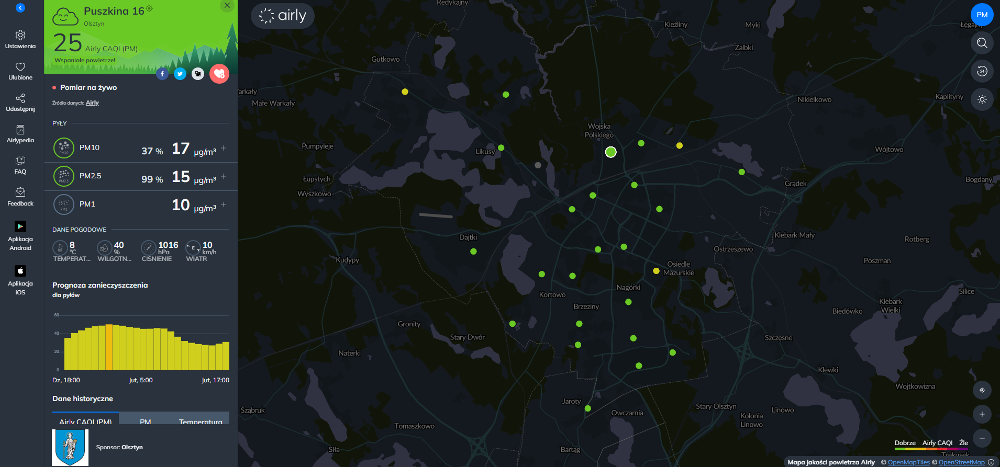 Ustawienia
Ulubione
Udostępnij
Airlypedia
FAQ
Feedback
Aplikacja
Android
Aplikacja
iOS
Puszkina 16
Olsztyn
25 Airly CAQI (PM)
Wspaniałe powietrze!
Pomiar na żywo
Źródło danych: Airly
PYŁY
PM10
PM10 37 % 17 µg/m³ +
PM2.5
PM2.5 99 % 15 µg/m³ +
PM1
PM1 10 µg/m³ +
DANE POGODOWE
8 °C
TEMPERAT...
40 %
WILGOTN...
1016 hPa
CIŚNIENIE
E 10 km/h
WIATR
Prognoza zanieczyszczenia
dla pyłów
60
40
20
0
Dz, 18:00 Jut, 5:00 Jut, 17:00
Dane historyczne
Airly CAQI (PM) PM Temperatura
Sponsor: Olsztyn
airly
Redykajny
Kieźliny
Myki
Łęgajny
PM
Zalbki
24
Gutkowo
Warkały
Małe Warkały
Nikielkowo
Kaplityny
Wojska
Polskiego
Pumpyleje
Likusy
Wójtowo
Łupstych
Wyszkowo
Grądek
Bogdany
Dajtki
Klebark Mały
Rotberg
Kudypy
Ostrzeszewo
Poszman
Osiedle
Mazurskie
Nagórki
Kortowo
Silice
Brzeziny
Klebark
Wielki
Biedówko
Gronity
Stary Dwór
Szczęsne
Naterki
Klewki
Wojtkowizna
Jaroty
Sząbruk
Owczarnia
Stary Olsztyn
Linowo
Kolonia
Linowo
Tomaszkowo
Siła
Bartąg
Dobrze Airly CAQI Źle
Trękusek
Mapa jakości powietrza Airly © OpenMapTiles © OpenStreetMap